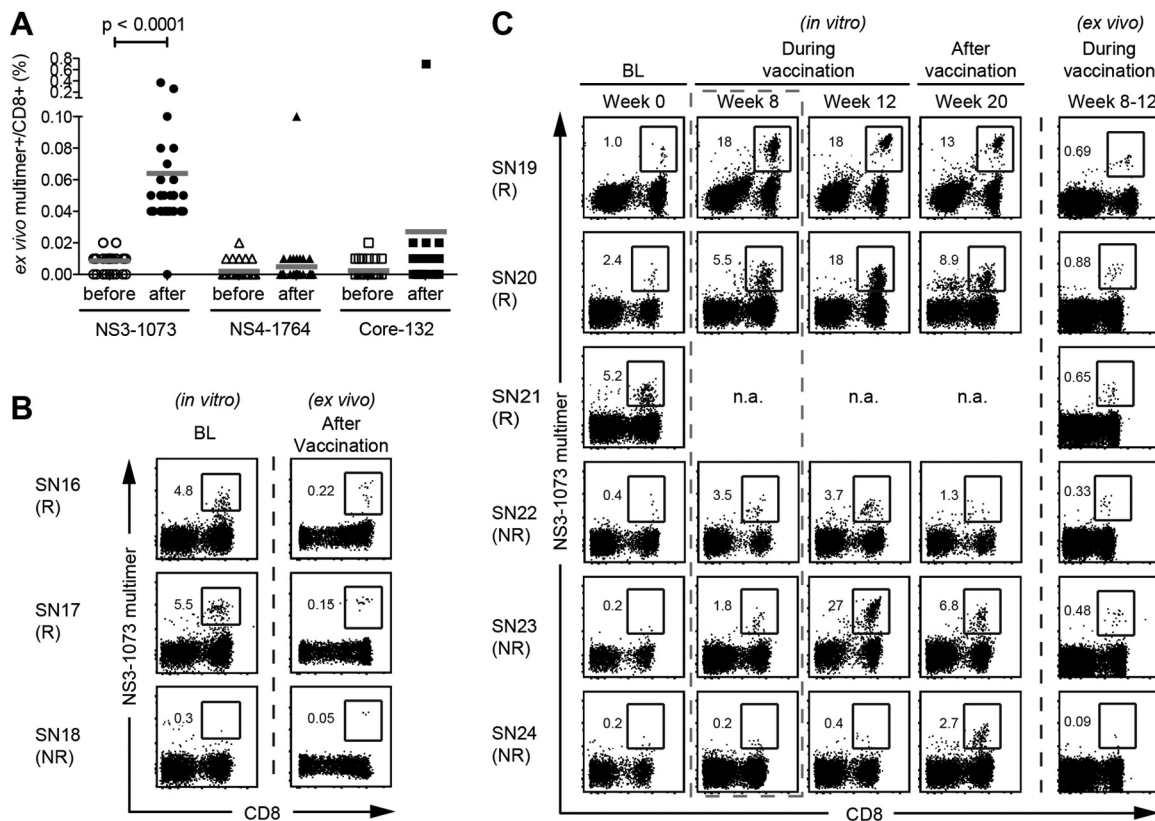 A
p < 0.0001
ex vivo multimer+/CD8+ (%)
0.8
0.6
0.4
0.2
0.10
0.08
0.06
0.04
0.02
0.00
before after before after before after
NS3-1073 NS4-1764 Core-132
B
(in vitro) (ex vivo)
BL After
Vaccination
NS3-1073 multimer
SN16
(R)
4.8 0.22
SN17
(R)
5.5 0.15
SN18
(NR)
0.3 0.05
CD8
C
(in vitro) (ex vivo)
BL During
vaccination After
vaccination During
vaccination
Week 0 Week 8 Week 12 Week 20 Week 8-12
NS3-1073 multimer
SN19
(R)
1.0 18 18 13 0.69
SN20
(R)
2.4 5.5 18 8.9 0.88
SN21
(R)
5.2 n.a. n.a. n.a. 0.65
SN22
(NR)
0.4 3.5 3.7 1.3 0.33
SN23
(NR)
0.2 1.8 27 6.8 0.48
SN24
(NR)
0.2 0.2 0.4 2.7 0.09
CD8